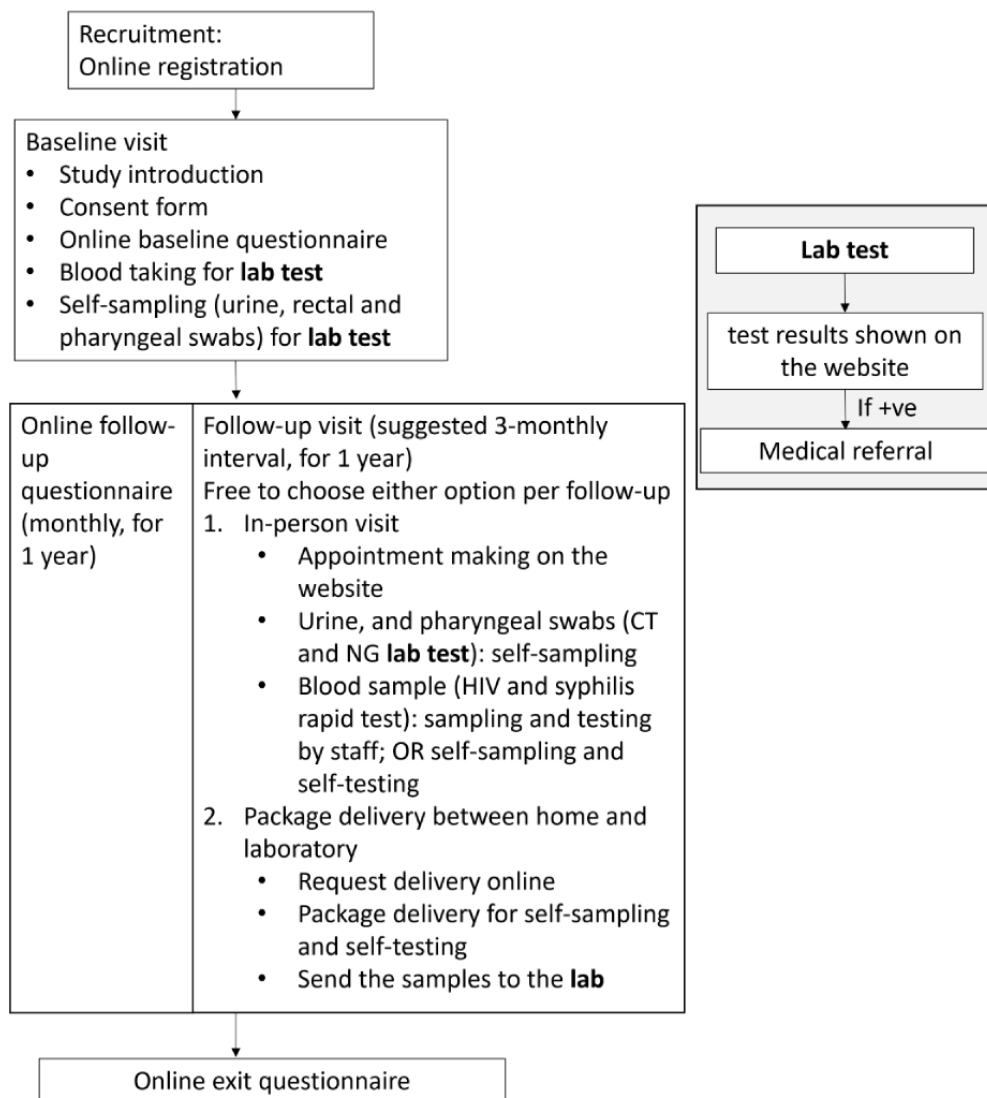 Recruitment:
Online registration
Baseline visit
• Study introduction
• Consent form
• Online baseline questionnaire
• Blood taking for lab test
• Self-sampling (urine, rectal and
pharyngeal swabs) for lab test
Online follow-
up
questionnaire
(monthly, for
1 year)
Follow-up visit (suggested 3-monthly
interval, for 1 year)
Free to choose either option per follow-up
1. In-person visit
• Appointment making on the
website
• Urine, and pharyngeal swabs (CT
and NG lab test): self-sampling
• Blood sample (HIV and syphilis
rapid test): sampling and testing
by staff; OR self-sampling and
self-testing
2. Package delivery between home and
laboratory
• Request delivery online
• Package delivery for self-sampling
and self-testing
• Send the samples to the lab
Online exit questionnaire
Lab test
test results shown on
the website
If +ve
Medical referral